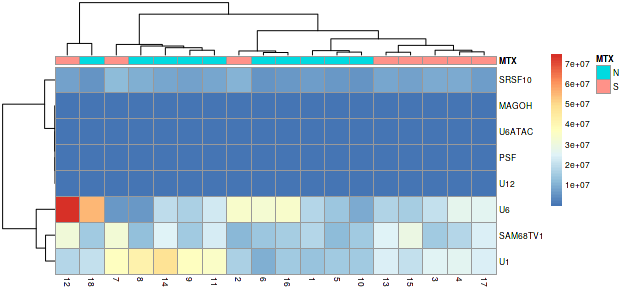 MTX
SRSF10
MAGOH
U6ATAC
PSF
U12
U6
SAM68TV1
U1
12 18 7 8 14 9 11 2 6 16 1 5 10 13 15 3 4 17
7e+07
6e+07
5e+07
4e+07
3e+07
2e+07
1e+07
MTX
N
S